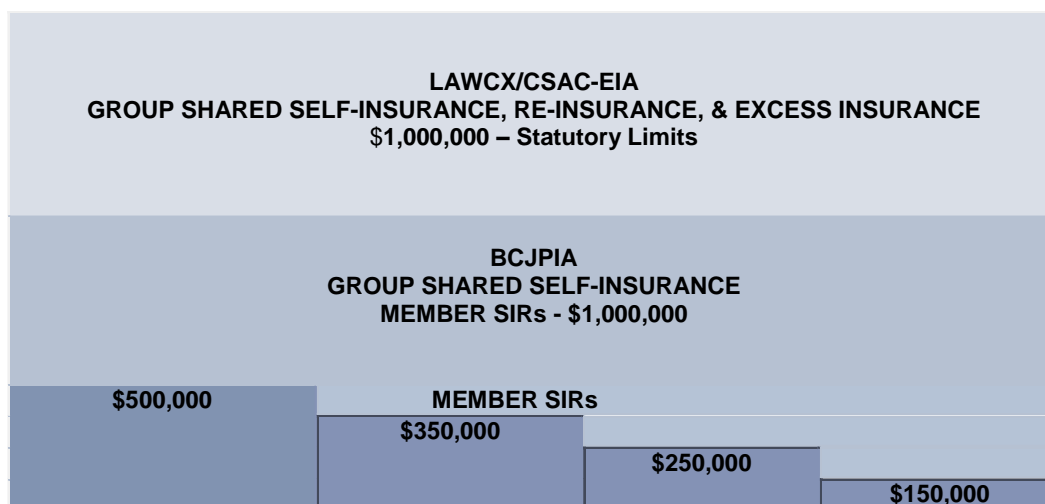 LAWCX/CSAC-EIA
GROUP SHARED SELF-INSURANCE, RE-INSURANCE, & EXCESS INSURANCE
$1,000,000 – Statutory Limits
BCJPIA
GROUP SHARED SELF-INSURANCE
MEMBER SIRs - $1,000,000
$500,000 MEMBER SIRs
$350,000
$250,000
$150,000